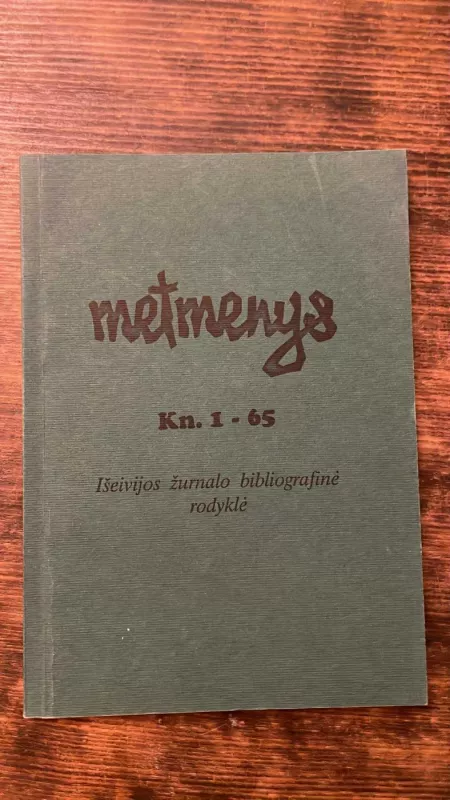 metmenys
Kn. 1 - 65
Išeivijos žurnalo bibliografinė
rodyklė